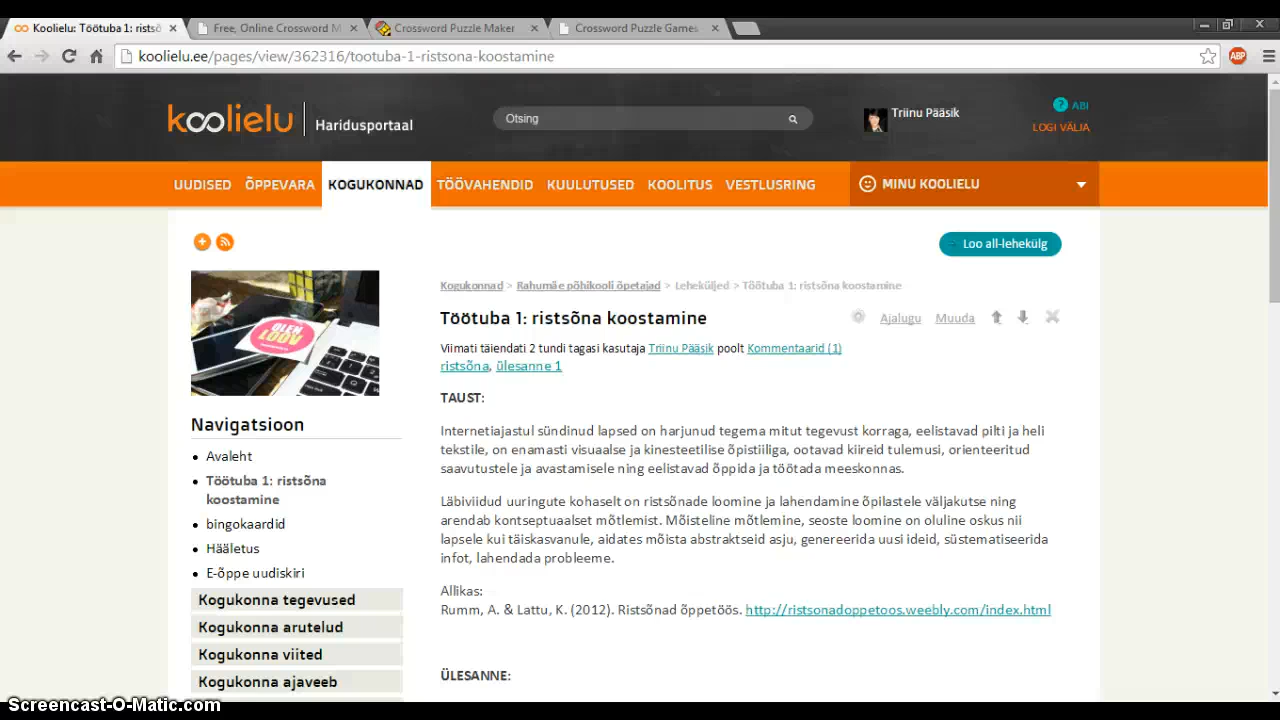 Koolielu: Töötuba 1: ristsõ
Free, Online Crossword M
Crossword Puzzle Maker
Crossword Puzzle Games
koolielu.ee/pages/view/362316/tootuba-1-ristsona-koostamine
ABP
koolielu
Haridusportaal
Otsing
Triinu Pääsik
? ABI
LOGI VÄLJA
UUDISED ÕPPEVARA KOGUKONNAD TÖÖVAHENDID KUULUTUSED KOOLITUS VESTLUSRING
MINU KOOLIELU
Loo all-lehekülg
OLEN
LOOV
Navigatsioon
Avaleht
Töötuba 1: ristsõna
koostamine
bingokaardid
Hääletus
E-õppe uudiskiri
Kogukonna tegevused
Kogukonna arutelud
Kogukonna viited
Kogukonna ajaveeb
Kogukonnad > Rahumäe põhikooli õpetajad > Leheküljed > Töötuba 1: ristsõna koostamine
Töötuba 1: ristsõna koostamine
Ajalugu Muuda
Viimati täiendati 2 tundi tagasi kasutaja Triinu Pääsik poolt Kommentaarid (1)
ristsõna, ülesanne 1
TAUST:
Internetiajastul sündinud lapsed on harjunud tegema mitut tegevust korraga, eelistavad pilti ja heli
tekstile, on enamasti visuaalse ja kinesteetilise õpistiiliga, ootavad kiireid tulemusi, orienteeritud
saavutustele ja avastamisele ning eelistavad õppida ja töötada meeskonnas.
Läbiviidud uuringute kohaselt on ristsõnade loomine ja lahendamine õpilastele väljakutse ning
arendab kontseptuaalset mõtlemist. Mõisteline mõtlemine, seoste loomine on oluline oskus nii
lapsele kui täiskasvanule, aidates mõista abstraktseid asju, genereerida uusi ideid, süstematiseerida
infot, lahendada probleeme.
Allikas:
Rumm, A. & Lattu, K. (2012). Ristsõnad õppetöös. http://ristsonadoppetoos.weebly.com/index.html
ÜLESANNE:
Screencast-O-Matic.com